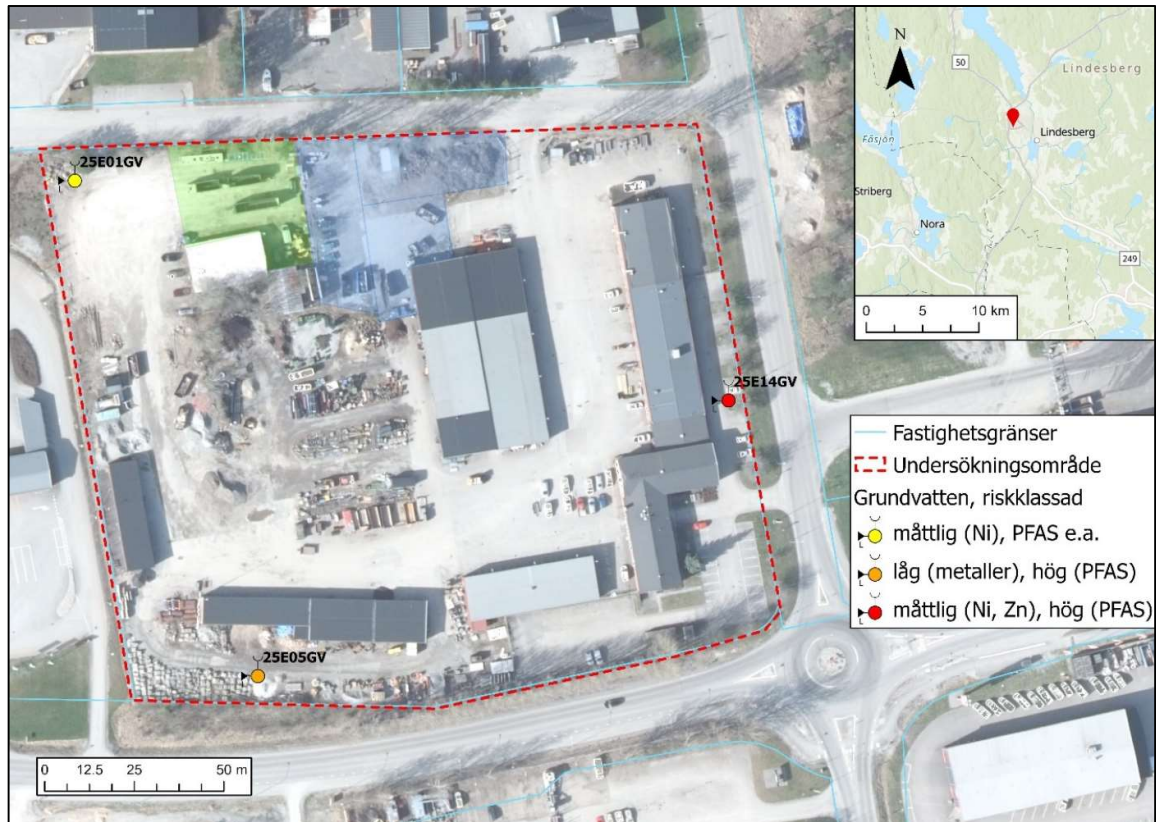 25E01GV
25E14GV
25E05GV
0 12.5 25 50 m
N
50
Lindesberg
Fåsjön
Lindesberg
Striberg
Nora
249
0 5 10 km
Fastighetsgränser
Undersökningsområde
Grundvatten, riskklassad
måttlig (Ni), PFAS e.a.
låg (metaller), hög (PFAS)
måttlig (Ni, Zn), hög (PFAS)